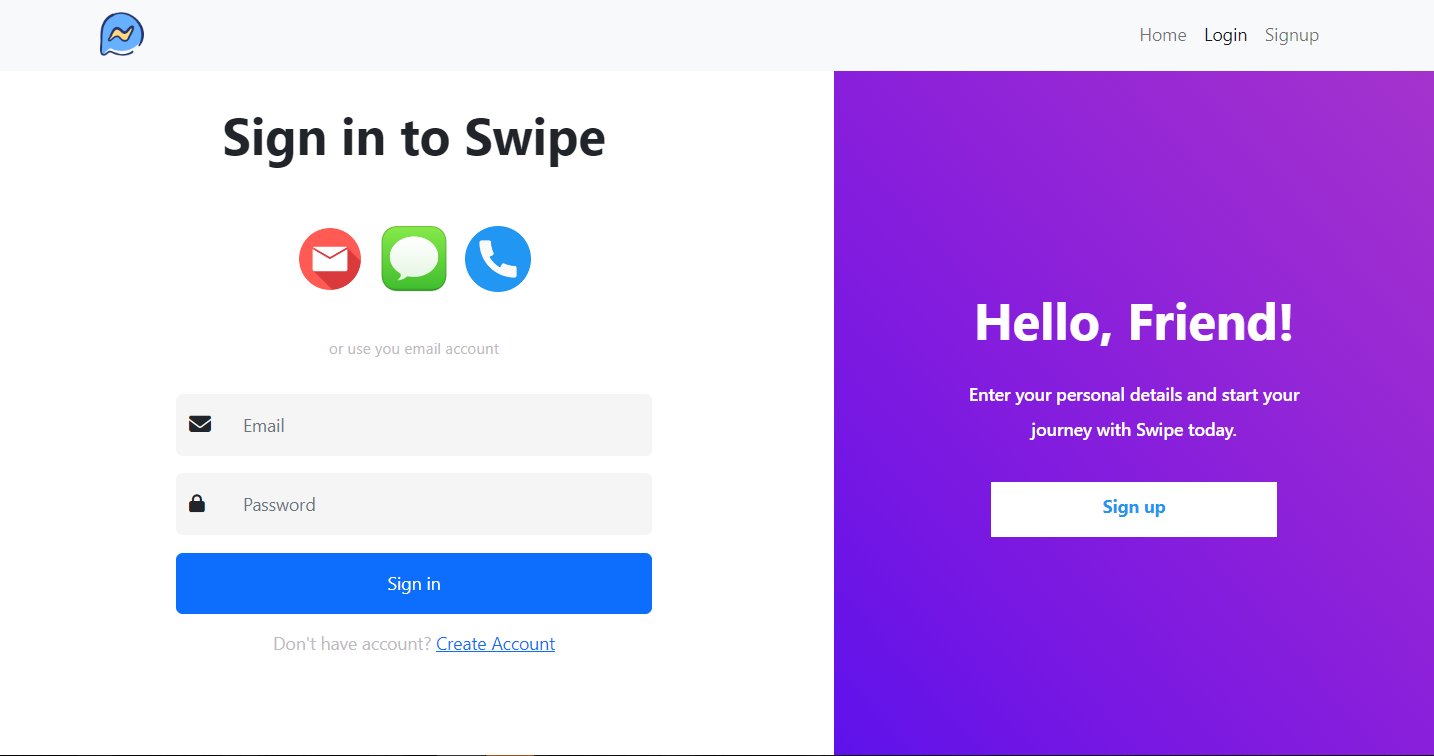 Home Login Signup
Sign in to Swipe
or use you email account
Email
Password
Sign in
Don't have account? Create Account
Hello, Friend!
Enter your personal details and start your
journey with Swipe today.
Sign up